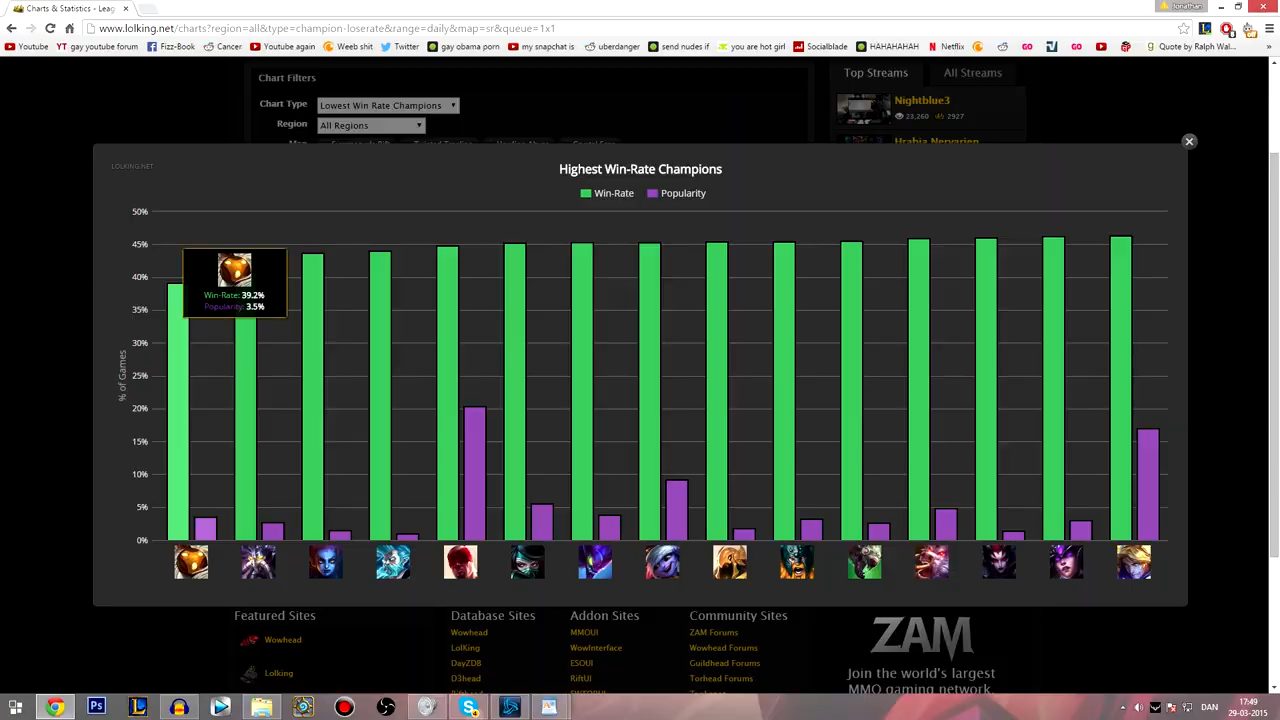 Charts & Statistics - Leag
Jonathan
www.lolking.net/charts?region=all&type=champion-loserate&range=daily&map=sr&queue=1x1
Youtube
gay youtube forum
Fizz-Book
Cancer
Youtube again
Weeb shit
Twitter
gay obama porn
my snapchat is
uberdanger
send nudes if
you are hot girl
Socialblade
HAHAHAHAH
Netflix
GO
GO
Quote by Ralph Wal...
Chart Filters
Chart Type
Lowest Win Rate Champions
Region
All Regions
Top Streams
All Streams
Nightblue3
23,260
2927
LOLKING.NET
Highest Win-Rate Champions
Win-Rate
Popularity
% of Games
50%
45%
40%
35%
30%
25%
20%
15%
10%
5%
0%
Win-Rate: 39.2%
Popularity: 3.5%
Featured Sites
Wowhead
Lolking
Database Sites
Wowhead
LolKing
DayZDB
D3head
Addon Sites
MMOUI
WowInterface
ESOUI
RiftUI
Community Sites
ZAM Forums
Wowhead Forums
Guildhead Forums
Torhead Forums
ZAM
Join the world's largest
MMO gaming network.
DAN
17:49
29-03-2015